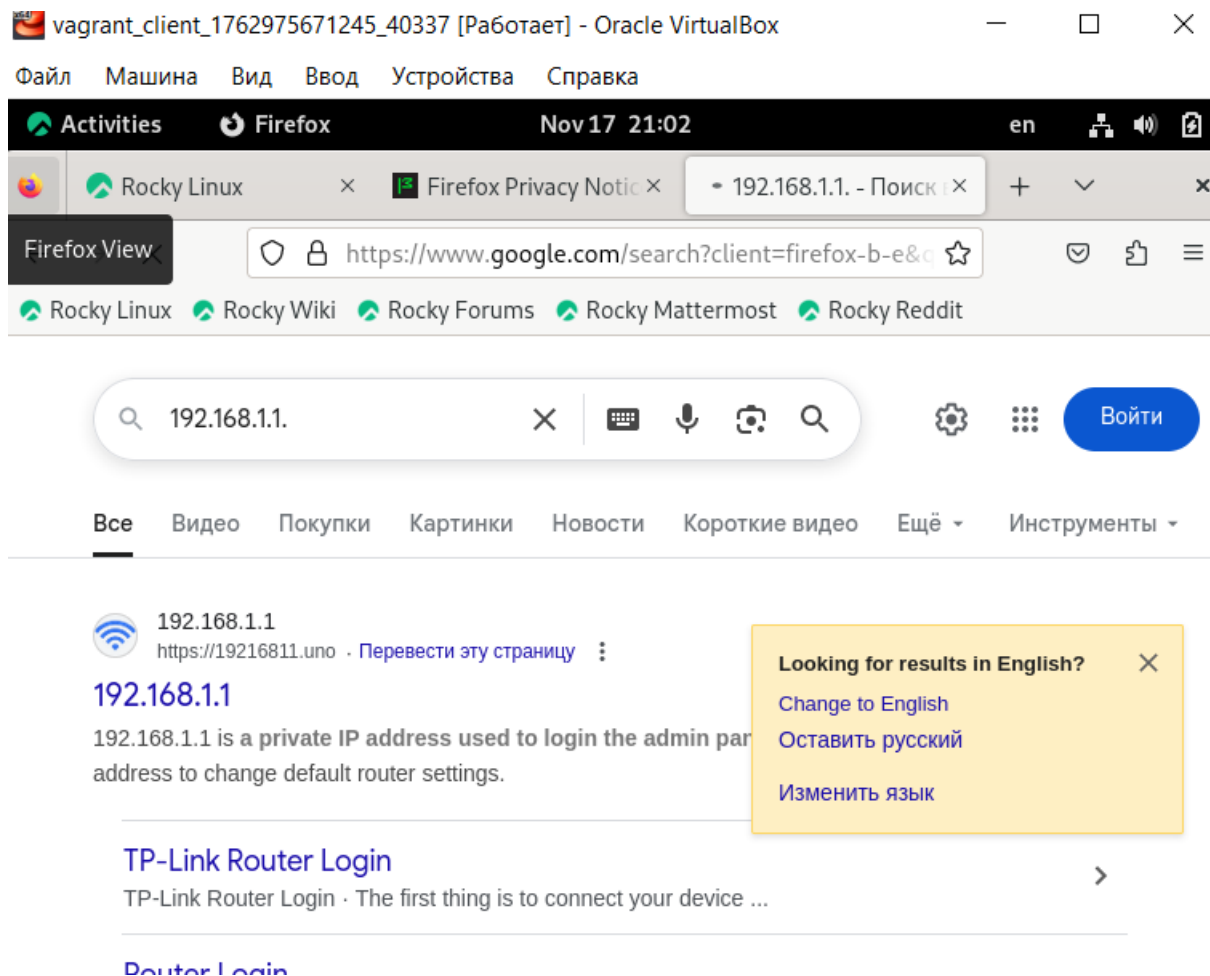 vagrant_client_1762975671245_40337 [Работает] - Oracle VirtualBox
Файл Машина Вид Ввод Устройства Справка
Activities Firefox Nov 17 21:02 en
Rocky Linux Firefox Privacy Notic 192.168.1.1. - Поиск
Firefox View https://www.google.com/search?client=firefox-b-e&q
Rocky Linux Rocky Wiki Rocky Forums Rocky Mattermost Rocky Reddit
192.168.1.1. Войти
Все Видео Покупки Картинки Новости Короткие видео Ещё Инструменты
192.168.1.1
https://19216811.uno · Перевести эту страницу
192.168.1.1
192.168.1.1 is a private IP address used to login the admin pan
address to change default router settings.
Looking for results in English?
Change to English
Оставить русский
Изменить язык
TP-Link Router Login
TP-Link Router Login · The first thing is to connect your device ...
Router Login